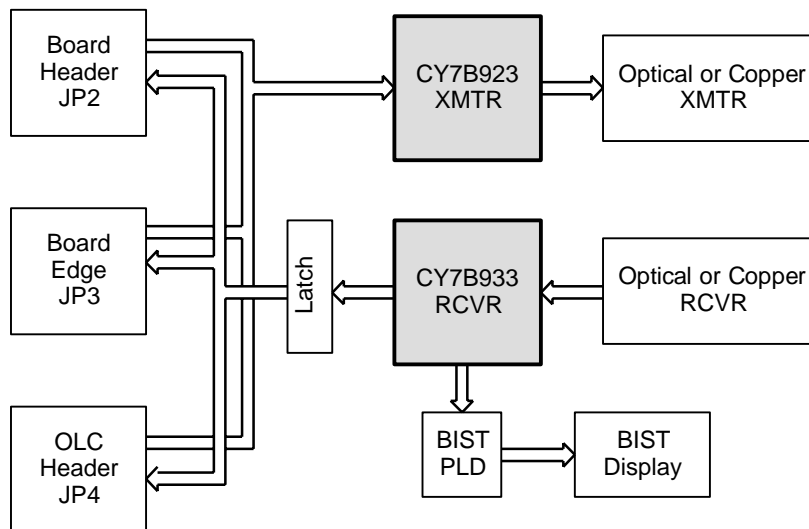 Board
Header
JP2
CY7B923
XMTR
Optical or Copper
XMTR
Board
Edge
JP3
Latch
CY7B933
RCVR
Optical or Copper
RCVR
OLC
Header
JP4
BIST
PLD
BIST
Display